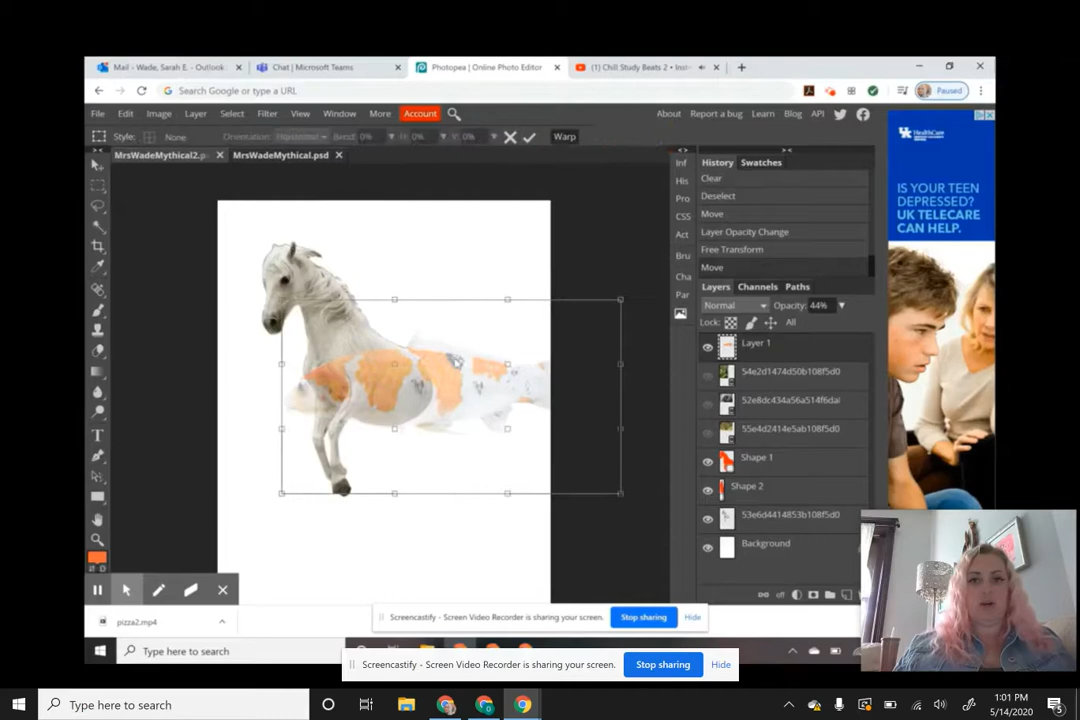 Mail - Wade, Sarah E. - Outlook
Chat | Microsoft Teams
Photopea | Online Photo Editor
(1) Chill Study Beats 2 • Inst
Search Google or type a URL
Paused
File Edit Image Layer Select Filter View Window More Account
About Report a bug Learn Blog API
Style: None Orientation: Horizontal Bend: 0% H: 0% V: 0% Warp
MrsWadeMythical2.p
MrsWadeMythical.psd
Inf
His
Pro
CSS
Act
Bru
Cha
Par
History Swatches
Clear
Deselect
Move
Layer Opacity Change
Free Transform
Move
Layers Channels Paths
Normal Opacity: 44%
Lock: All
Layer 1
54e2d1474d50b108f5d0
52e8dc434a56a514f6dal
55e4d2414e5ab108f5d0
Shape 1
Shape 2
53e6d4414853b108f5d0
Background
UK HealthCare
IS YOUR TEEN
DEPRESSED?
UK TELECARE
CAN HELP.
pizza2.mp4
Screencastify - Screen Video Recorder is sharing your screen. Stop sharing Hide
Type here to search
Screencastify - Screen Video Recorder is sharing your screen. Stop sharing Hide
Type here to search
1:01 PM
5/14/2020
5